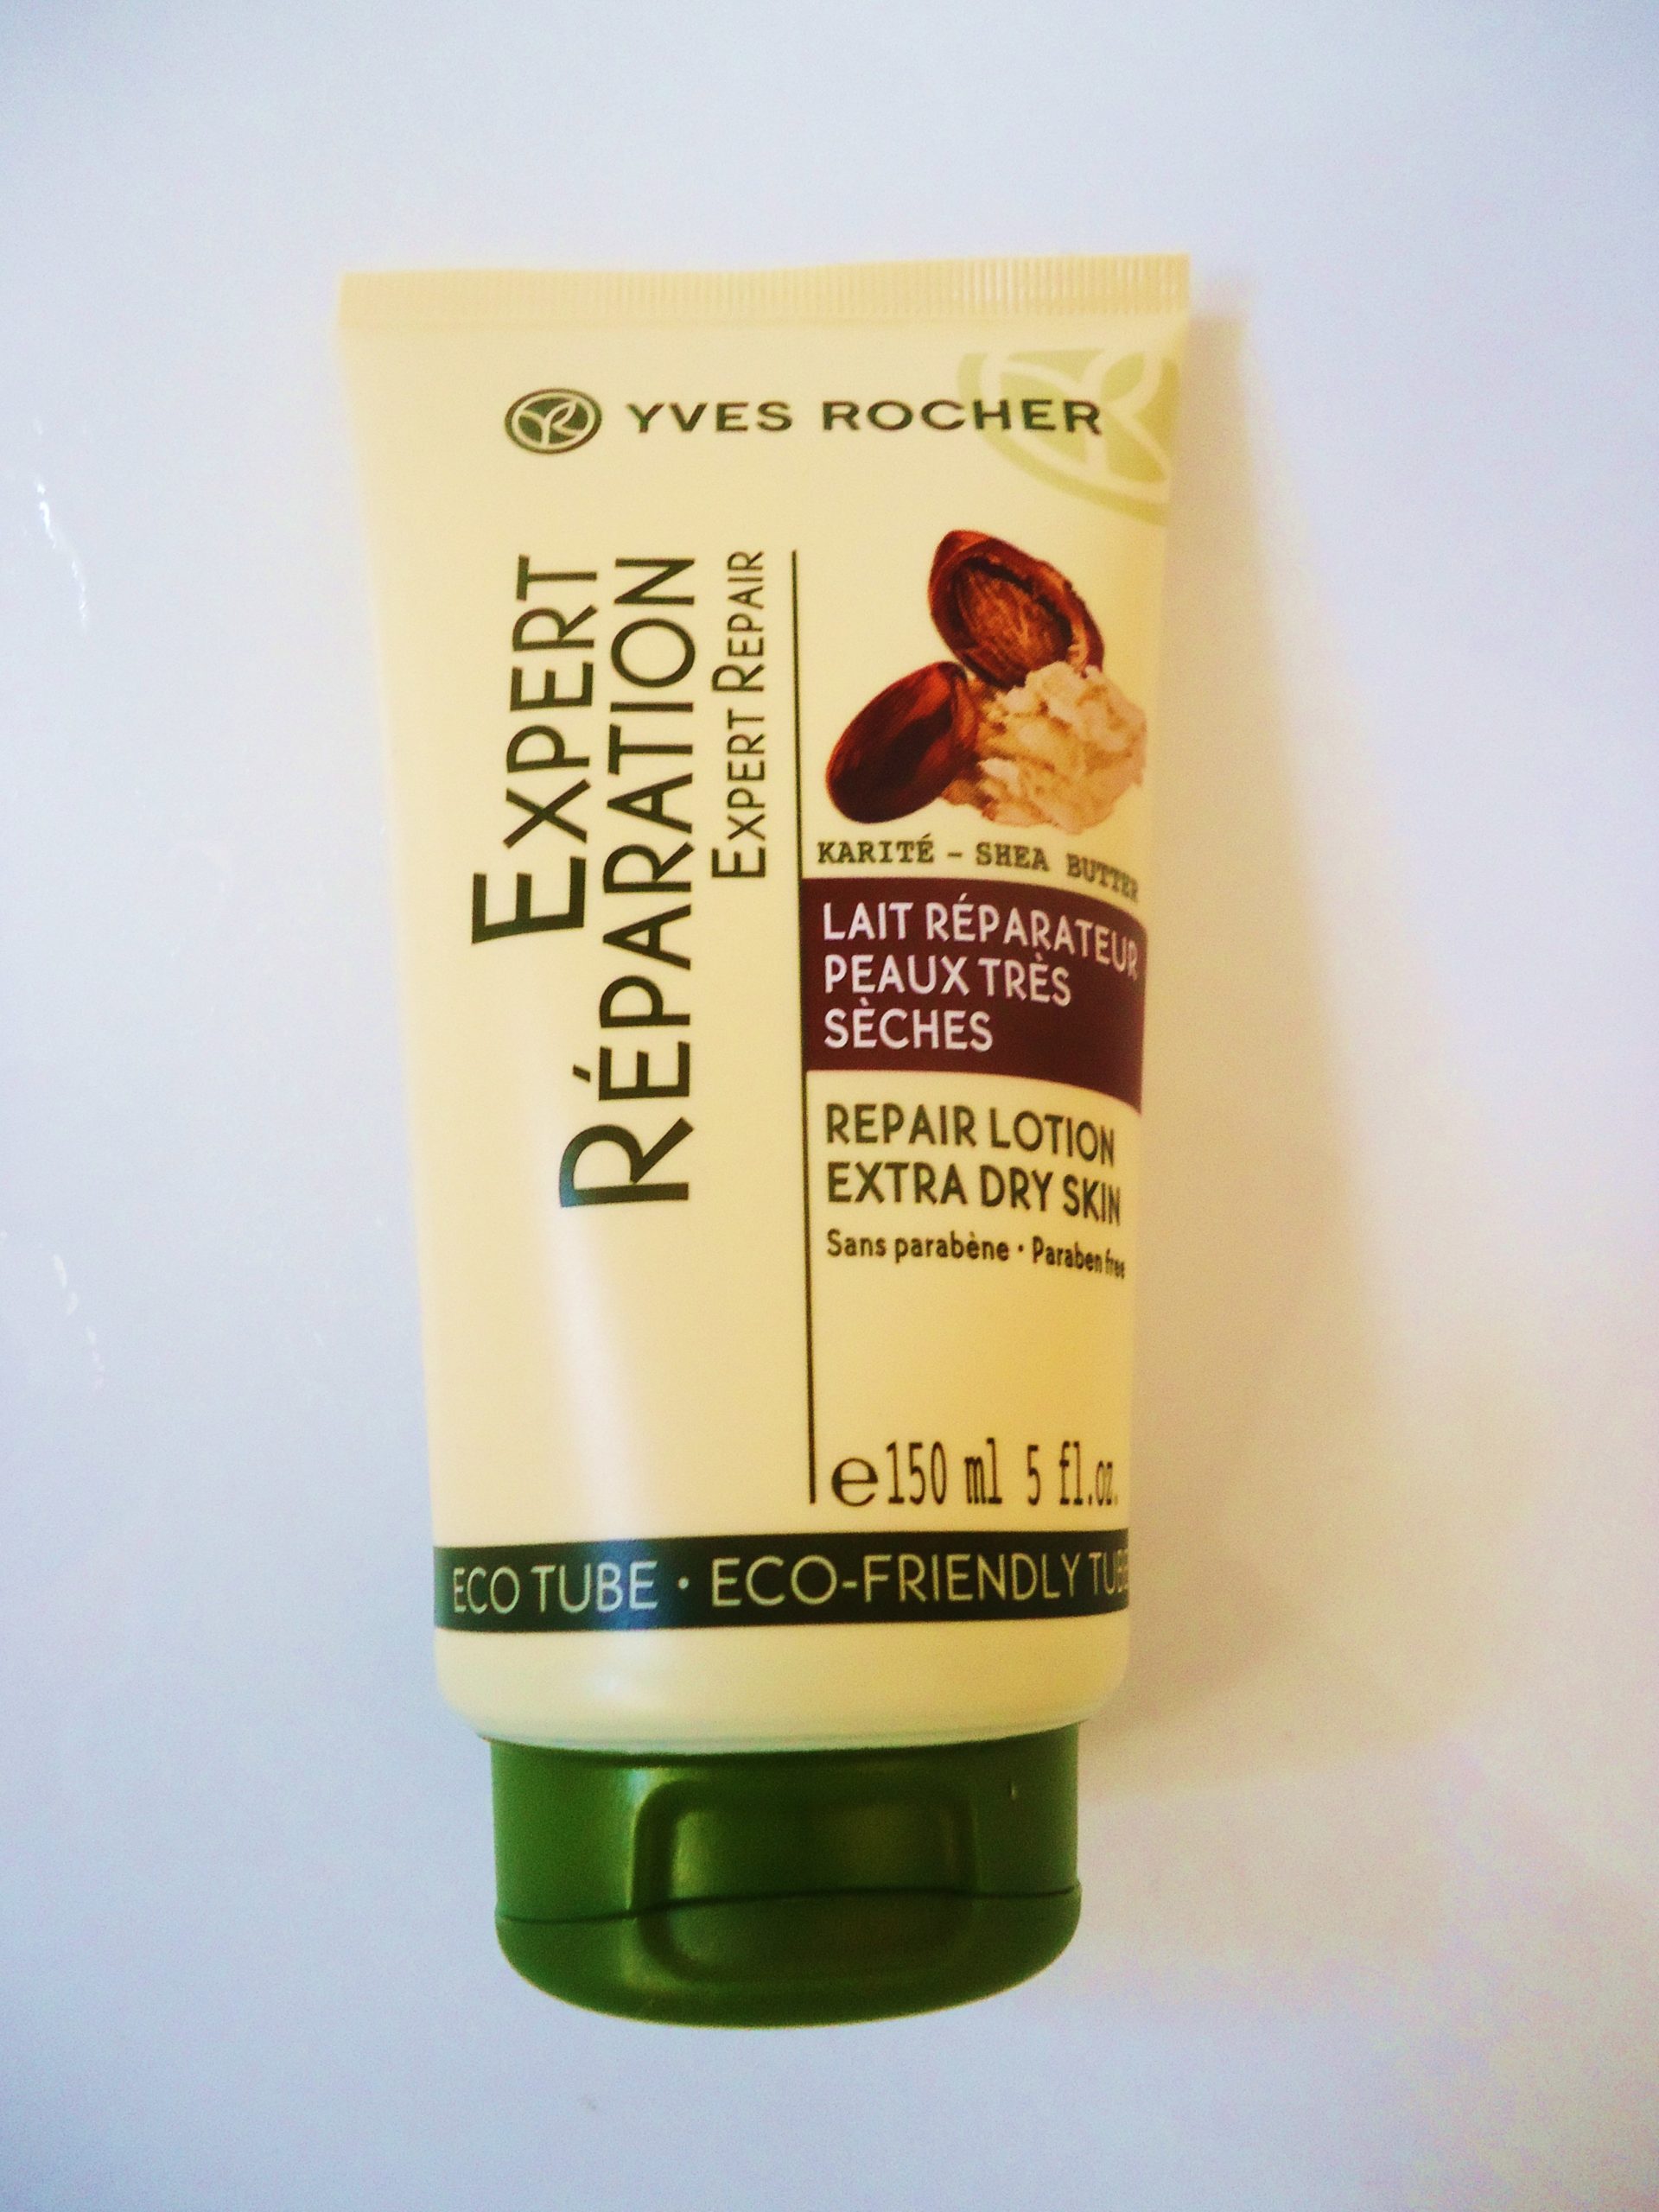 YVES ROCHER
EXPERT
RÉPARATION
EXPERT REPAIR
KARITÉ - SHEA BUTTER
LAIT RÉPARATEUR
PEAUX TRÈS
SÈCHES
REPAIR LOTION
EXTRA DRY SKIN
Sans parabène • Paraben free
e 150 ml 5 fl.oz.
ECO TUBE • ECO-FRIENDLY TUBE